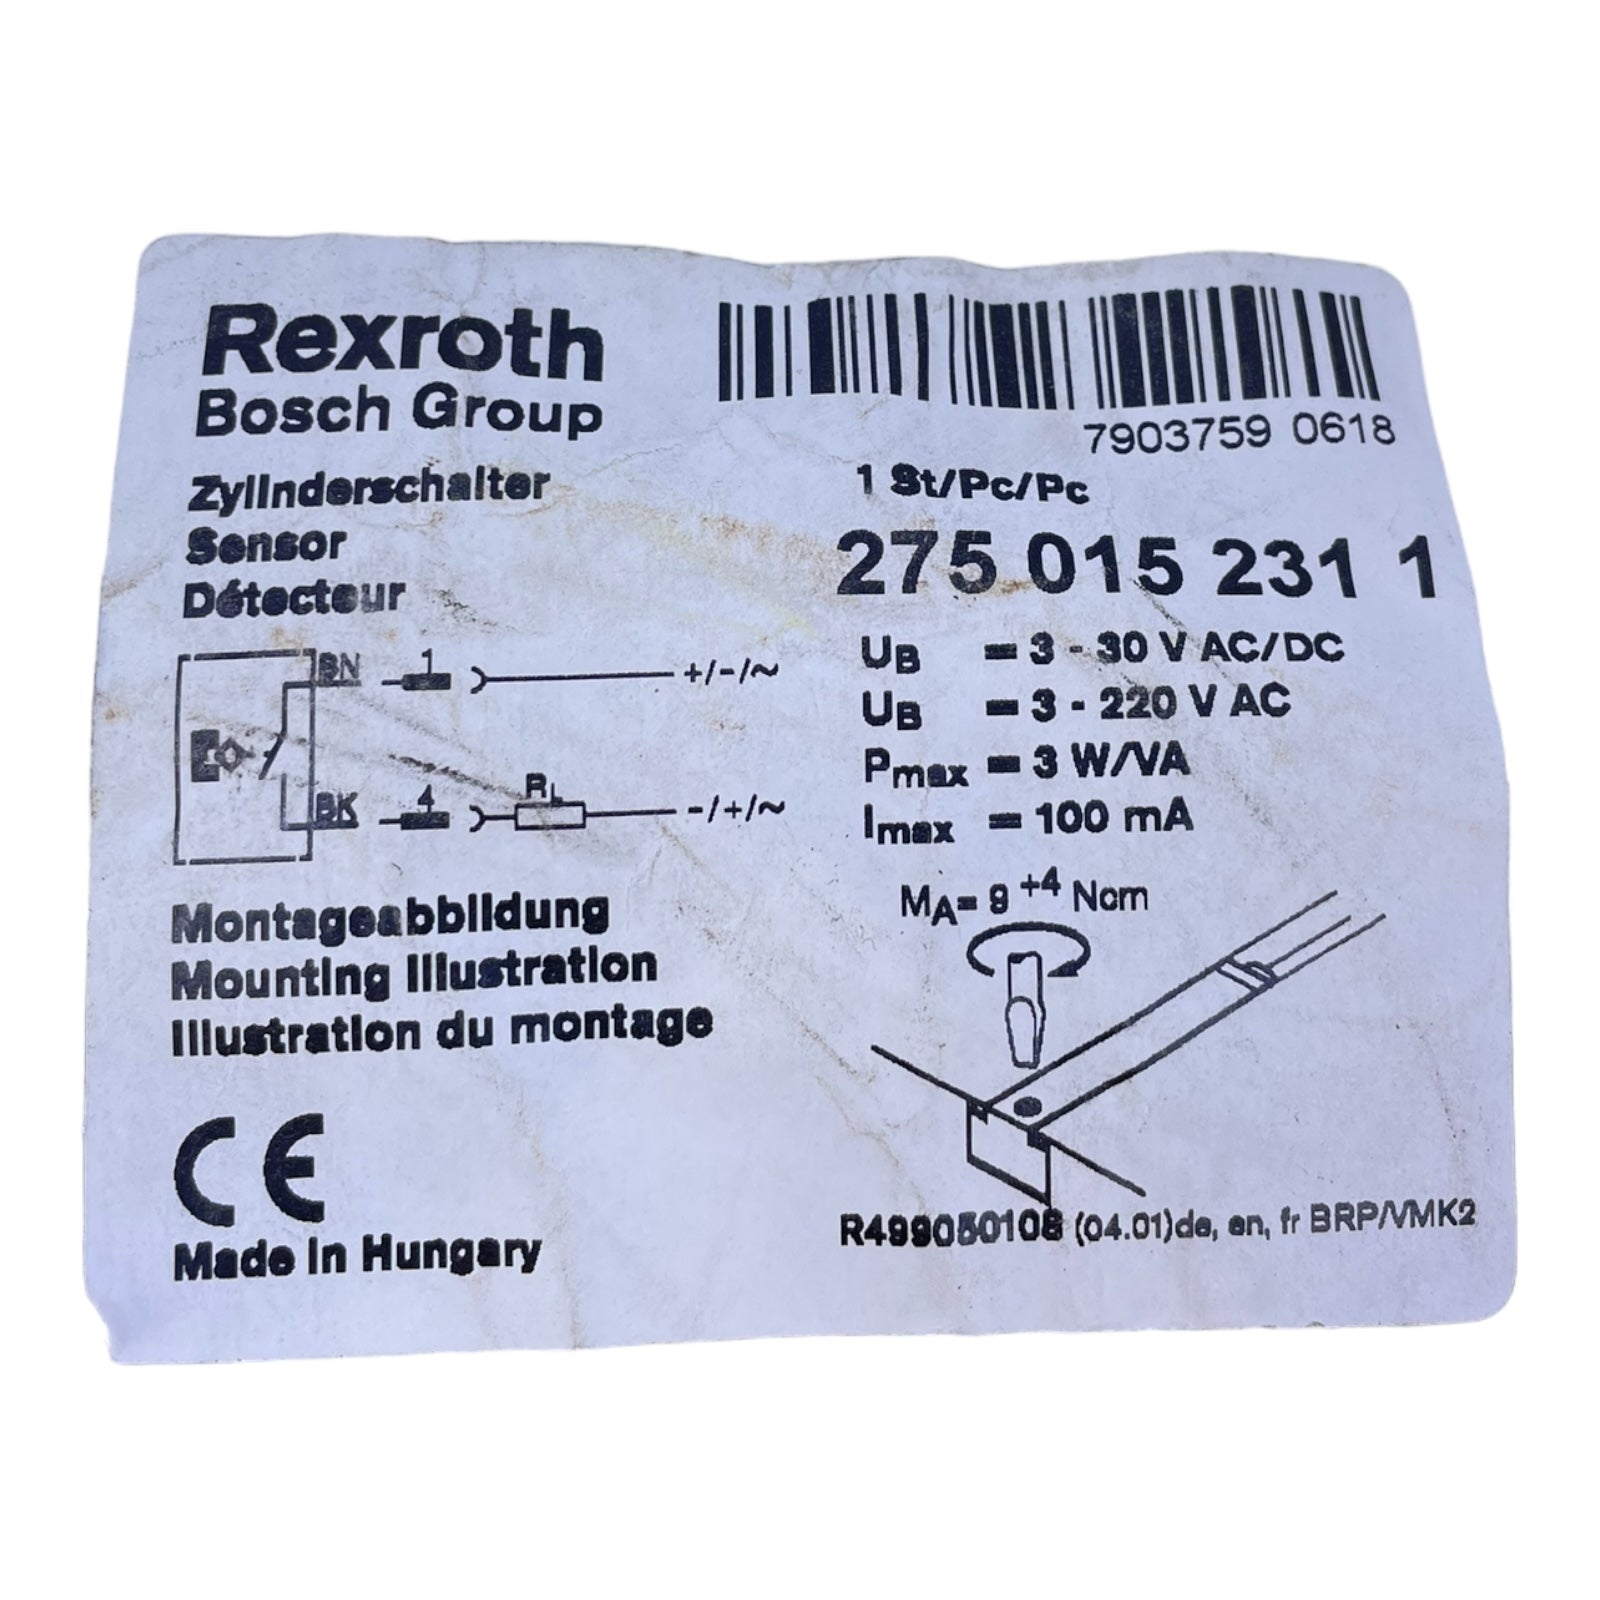 Rexroth
Bosch Group
7903759 0618
Zylinderschalter
Sensor
Détecteur
1 St/Pc/Pc
275 015 231 1
UB = 3 - 30 V AC/DC
UB = 3 - 220 V AC
Pmax = 3 W/VA
Imax = 100 mA
BN 1 +/-/~
BK 4 RL -/+/~
MA= 9 +4 Ncm
Montageabbildung
Mounting illustration
Illustration du montage
CE
Made in Hungary
R499050108 (04.01)de, en, fr BRP/VMK2